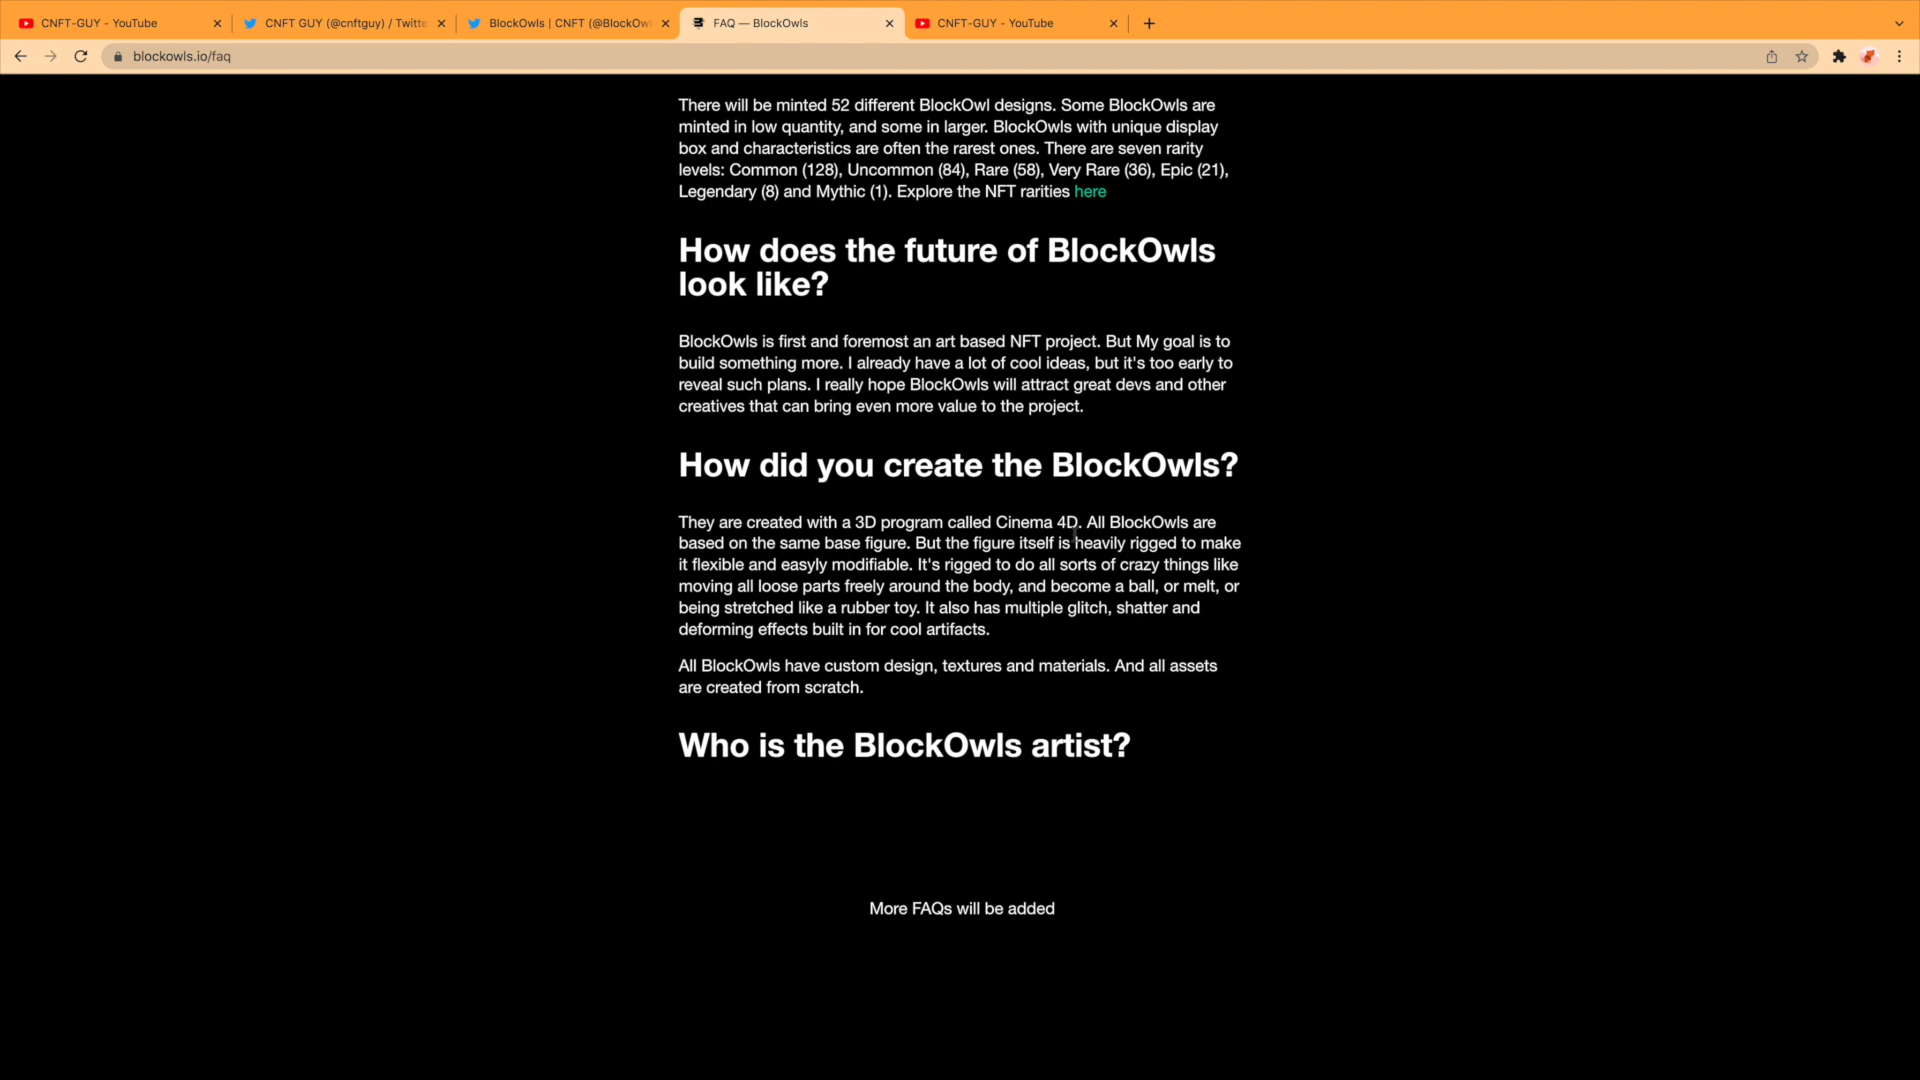 CNFT-GUY - YouTube
CNFT GUY (@cnftguy) / Twitte
BlockOwls | CNFT (@BlockOw
FAQ — BlockOwls
CNFT-GUY - YouTube
blockowls.io/faq
There will be minted 52 different BlockOwl designs. Some BlockOwls are
minted in low quantity, and some in larger. BlockOwls with unique display
box and characteristics are often the rarest ones. There are seven rarity
levels: Common (128), Uncommon (84), Rare (58), Very Rare (36), Epic (21),
Legendary (8) and Mythic (1). Explore the NFT rarities here
How does the future of BlockOwls
look like?
BlockOwls is first and foremost an art based NFT project. But My goal is to
build something more. I already have a lot of cool ideas, but it's too early to
reveal such plans. I really hope BlockOwls will attract great devs and other
creatives that can bring even more value to the project.
How did you create the BlockOwls?
They are created with a 3D program called Cinema 4D. All BlockOwls are
based on the same base figure. But the figure itself is heavily rigged to make
it flexible and easyly modifiable. It's rigged to do all sorts of crazy things like
moving all loose parts freely around the body, and become a ball, or melt, or
being stretched like a rubber toy. It also has multiple glitch, shatter and
deforming effects built in for cool artifacts.
All BlockOwls have custom design, textures and materials. And all assets
are created from scratch.
Who is the BlockOwls artist?
More FAQs will be added